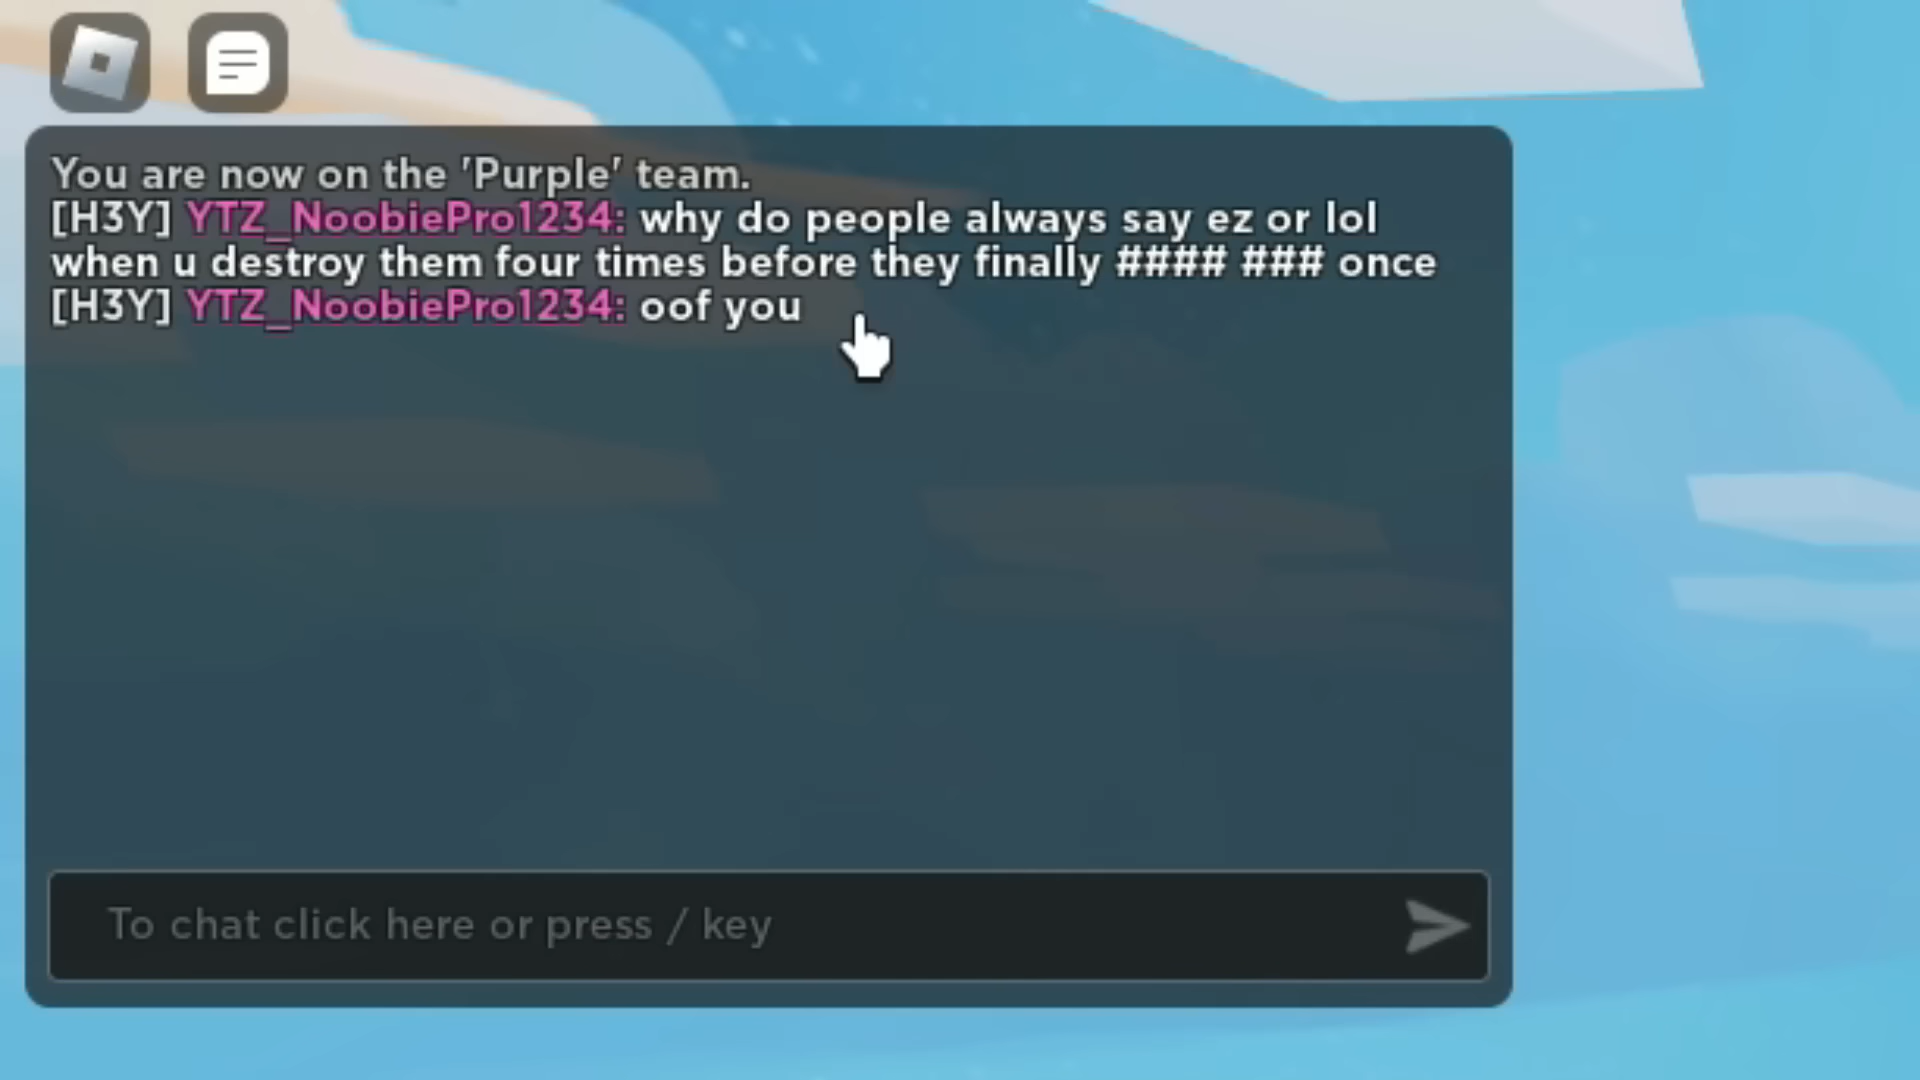 You are now on the 'Purple' team.
[H3Y] YTZ_NoobiePro1234: why do people always say ez or lol
when u destroy them four times before they finally #### ### once
[H3Y] YTZ_NoobiePro1234: oof you
To chat click here or press / key